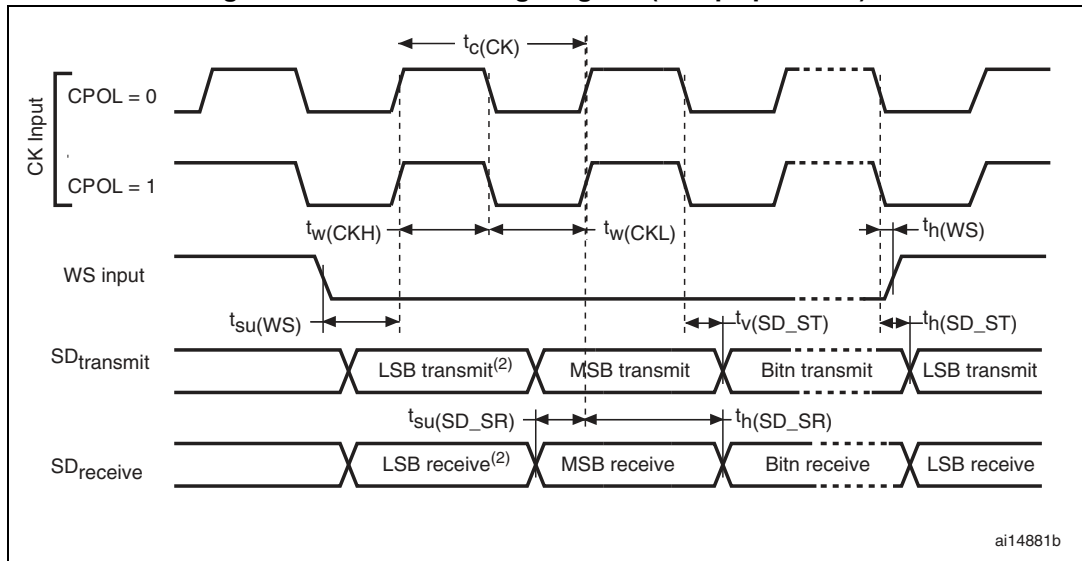 tc(CK)
CK Input
CPOL = 0
CPOL = 1
tw(CKH)
tw(CKL)
th(WS)
WS input
tsu(WS)
tv(SD_ST)
th(SD_ST)
SDtransmit
LSB transmit(2)
MSB transmit
Bitn transmit
LSB transmit
tsu(SD_SR)
th(SD_SR)
SDreceive
LSB receive(2)
MSB receive
Bitn receive
LSB receive
ai14881b